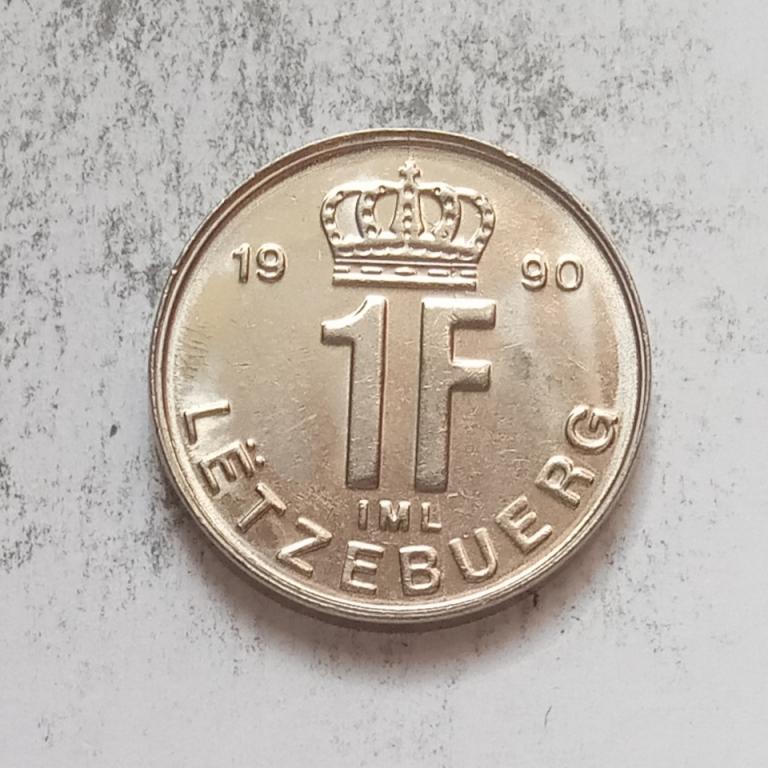 19 90
1F
IML
LËTZEBUERG